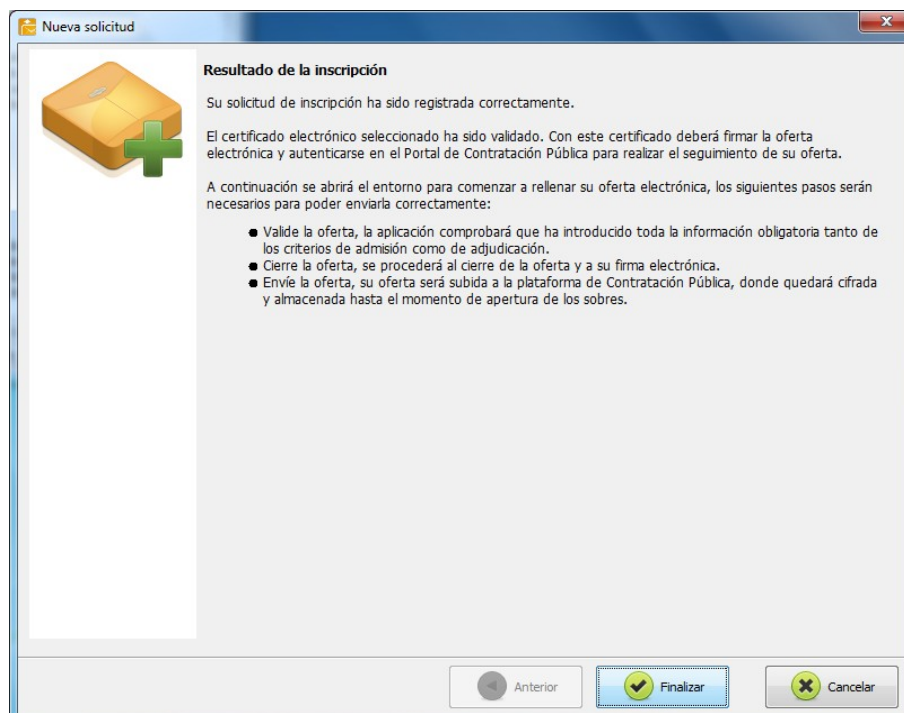 Nueva solicitud
Resultado de la inscripción
Su solicitud de inscripción ha sido registrada correctamente.
El certificado electrónico seleccionado ha sido validado. Con este certificado deberá firmar la oferta
electrónica y autenticarse en el Portal de Contratación Pública para realizar el seguimiento de su oferta.
A continuación se abrirá el entorno para comenzar a rellenar su oferta electrónica, los siguientes pasos serán
necesarios para poder enviarla correctamente:
● Valide la oferta, la aplicación comprobará que ha introducido toda la información obligatoria tanto de
los criterios de admisión como de adjudicación.
● Cierre la oferta, se procederá al cierre de la oferta y a su firma electrónica.
● Envíe la oferta, su oferta será subida a la plataforma de Contratación Pública, donde quedará cifrada
y almacenada hasta el momento de apertura de los sobres.
Anterior Finalizar Cancelar